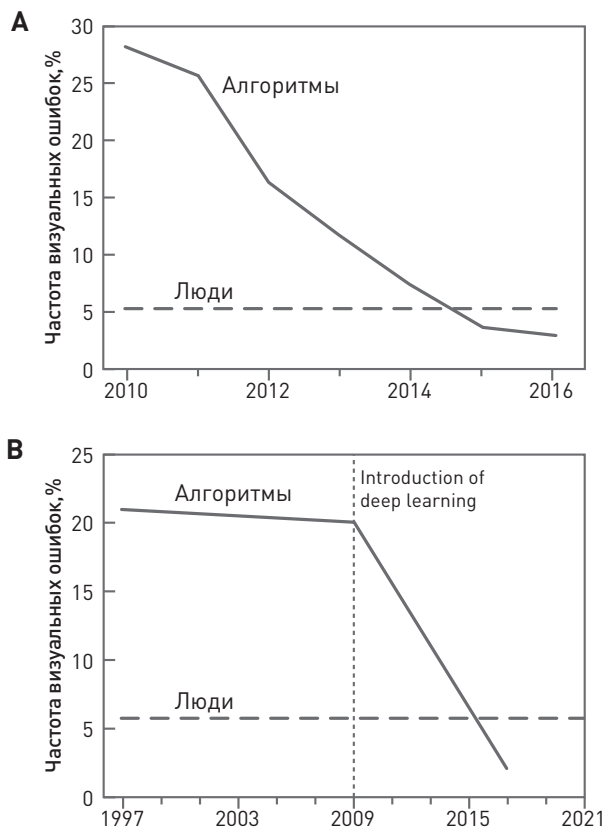 A
Частота визуальных ошибок,%
30
25
20
15
10
5
0
Алгоритмы
Люди
2010
2012
2014
2016
B
Частота визуальных ошибок,%
25
20
15
10
5
0
Алгоритмы
Introduction of
deep learning
Люди
1997
2003
2009
2015
2021